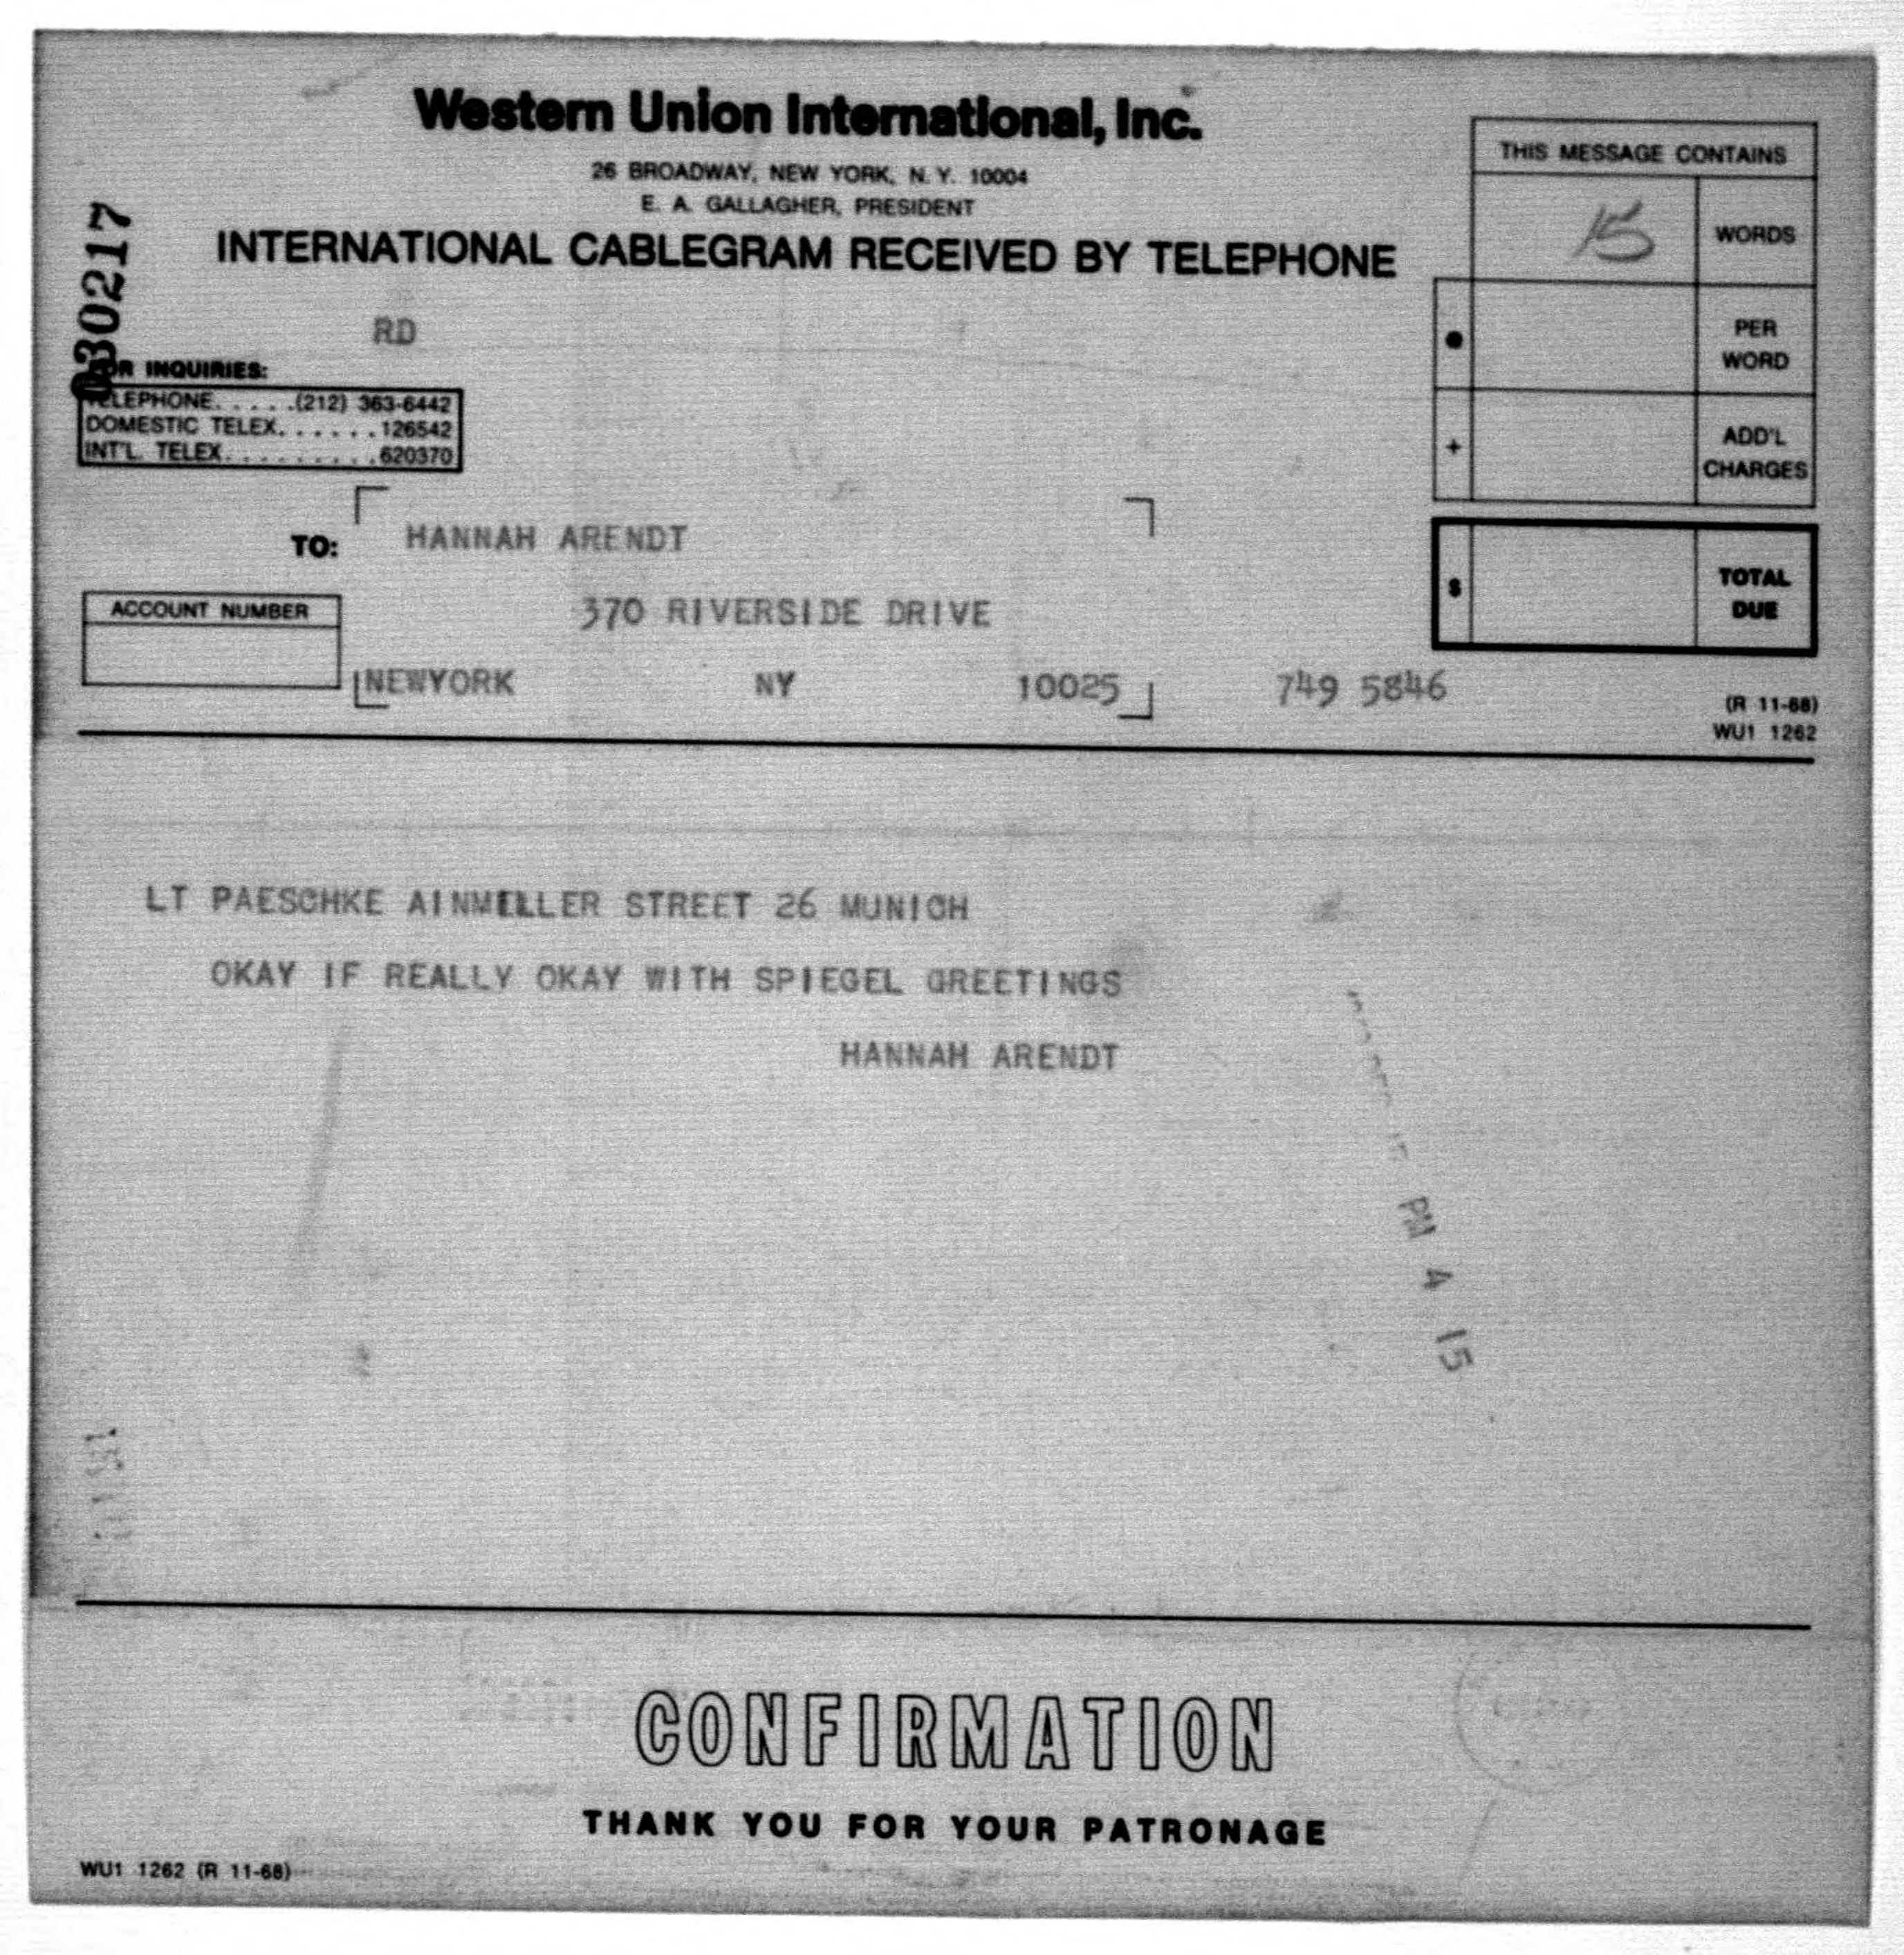 Western Union International, Inc.
26 BROADWAY, NEW YORK, N. Y. 10004
E. A. GALLAGHER, PRESIDENT
INTERNATIONAL CABLEGRAM RECEIVED BY TELEPHONE
THIS MESSAGE CONTAINS
15 WORDS
PER WORD
+ ADD'L CHARGES
$ TOTAL DUE
030217
RD
FOR INQUIRIES:
TELEPHONE. . . . .(212) 363-6442
DOMESTIC TELEX. . . . . . 126542
INT'L. TELEX. . . . . . . . . .620370
TO: HANNAH ARENDT
370 RIVERSIDE DRIVE
ACCOUNT NUMBER
NEWYORK NY 10025 749 5846
(R 11-68)
WU1 1262
LT PAESCHKE AINMELLER STREET 26 MUNICH
OKAY IF REALLY OKAY WITH SPIEGEL GREETINGS
HANNAH ARENDT
PM 4 15
CONFIRMATION
THANK YOU FOR YOUR PATRONAGE
WU1 1262 (R 11-68)